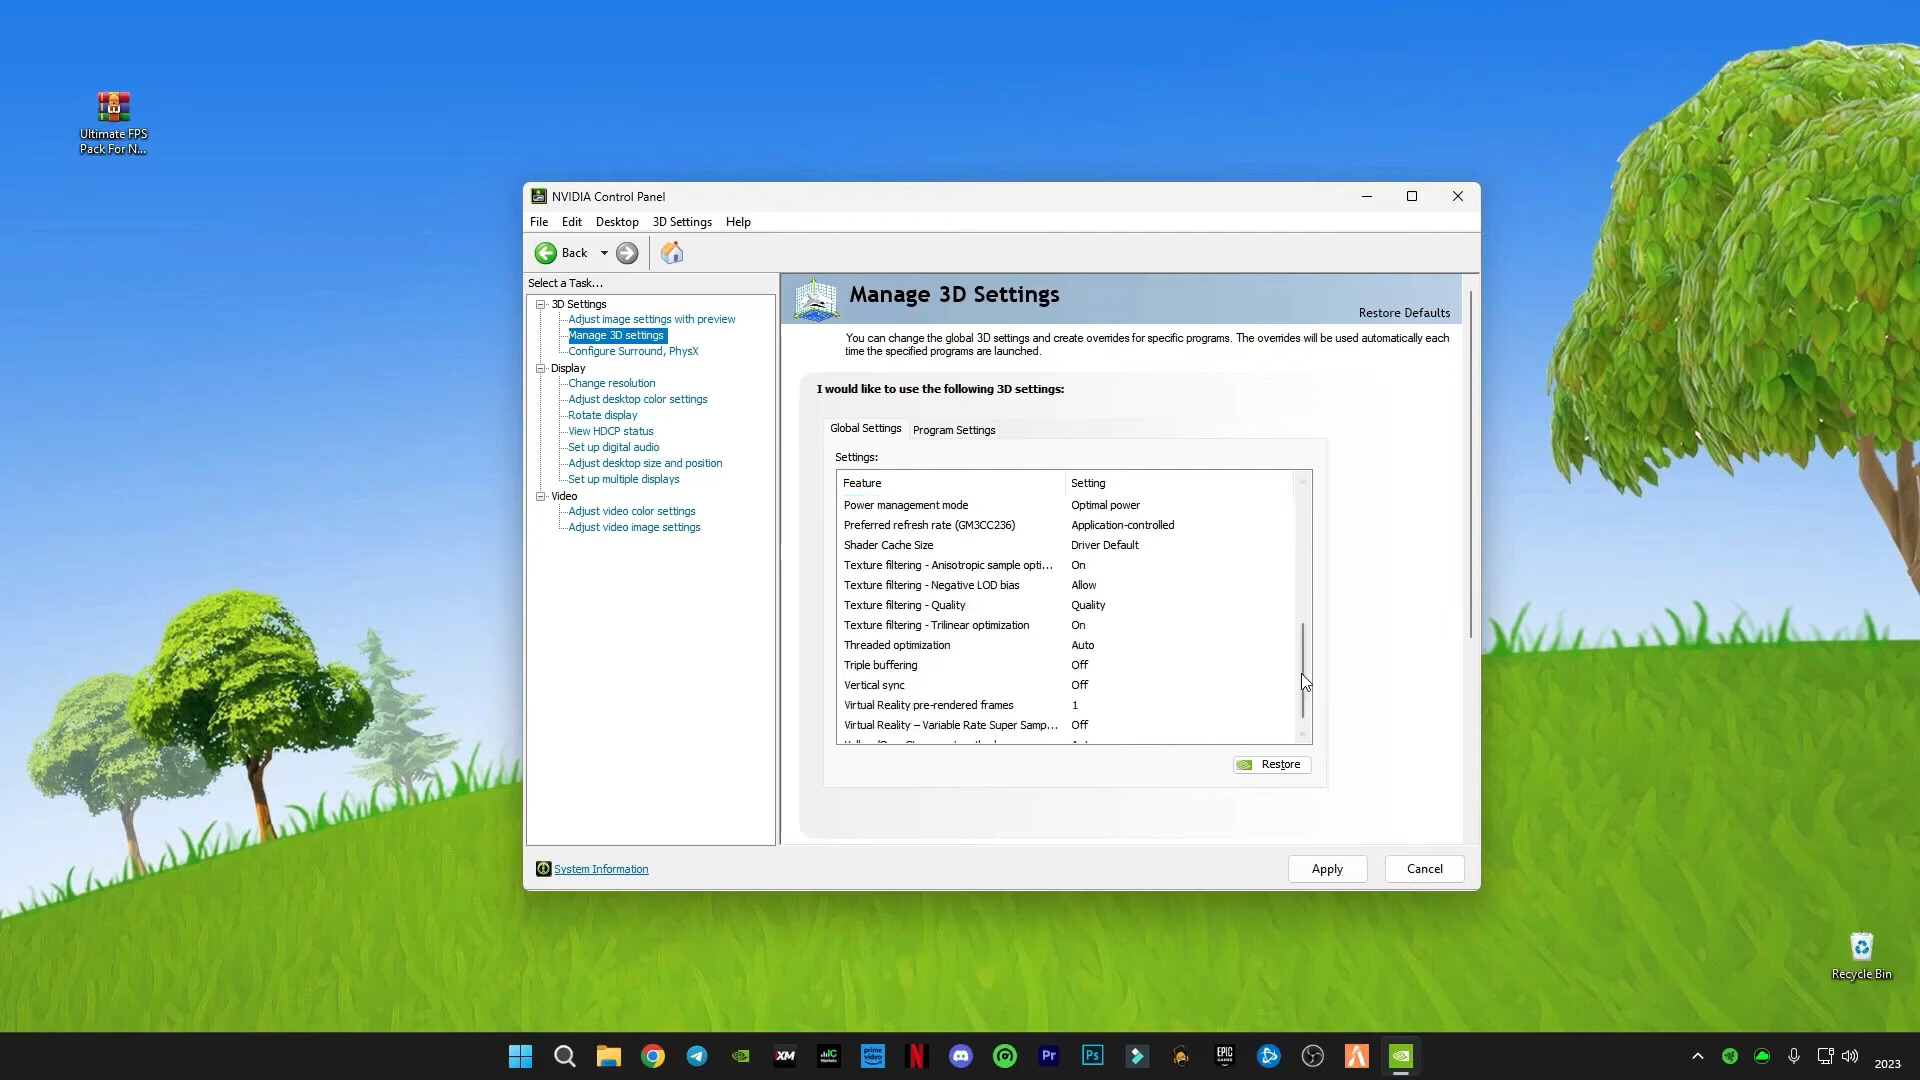 Ultimate FPS
Pack For N...
NVIDIA Control Panel
File Edit Desktop 3D Settings Help
Back
Select a Task...
3D Settings
Adjust image settings with preview
Manage 3D settings
Configure Surround, PhysX
Display
Change resolution
Adjust desktop color settings
Rotate display
View HDCP status
Set up digital audio
Adjust desktop size and position
Set up multiple displays
Video
Adjust video color settings
Adjust video image settings
System Information
Manage 3D Settings
Restore Defaults
You can change the global 3D settings and create overrides for specific programs. The overrides will be used automatically each
time the specified programs are launched.
I would like to use the following 3D settings:
Global Settings Program Settings
Settings:
Feature Setting
Power management mode Optimal power
Preferred refresh rate (GM3CC236) Application-controlled
Shader Cache Size Driver Default
Texture filtering - Anisotropic sample opti... On
Texture filtering - Negative LOD bias Allow
Texture filtering - Quality Quality
Texture filtering - Trilinear optimization On
Threaded optimization Auto
Triple buffering Off
Vertical sync Off
Virtual Reality pre-rendered frames 1
Virtual Reality – Variable Rate Super Samp... Off
Restore
Apply Cancel
Recycle Bin
XM IC Markets prime video N Pr Ps EPIC GAMES
2023